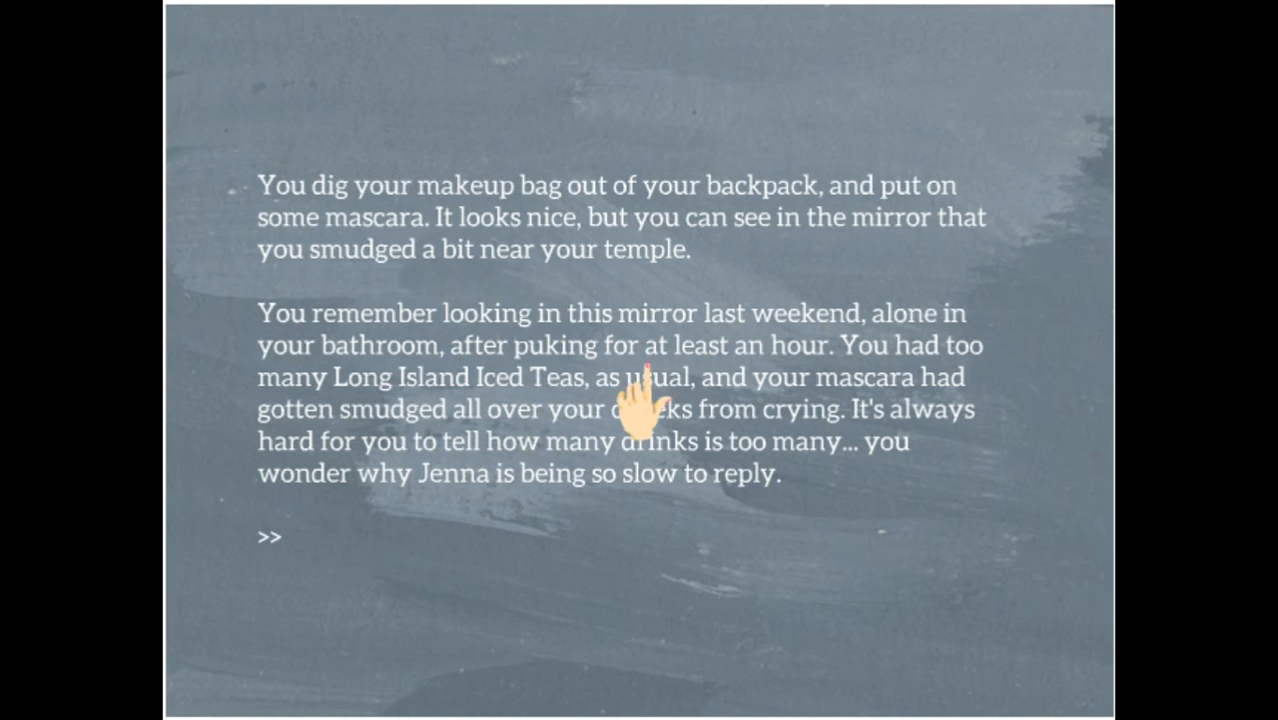 You dig your makeup bag out of your backpack, and put on
some mascara. It looks nice, but you can see in the mirror that
you smudged a bit near your temple.
You remember looking in this mirror last weekend, alone in
your bathroom, after puking for at least an hour. You had too
many Long Island Iced Teas, as usual, and your mascara had
gotten smudged all over your cheeks from crying. It's always
hard for you to tell how many drinks is too many... you
wonder why Jenna is being so slow to reply.
>>